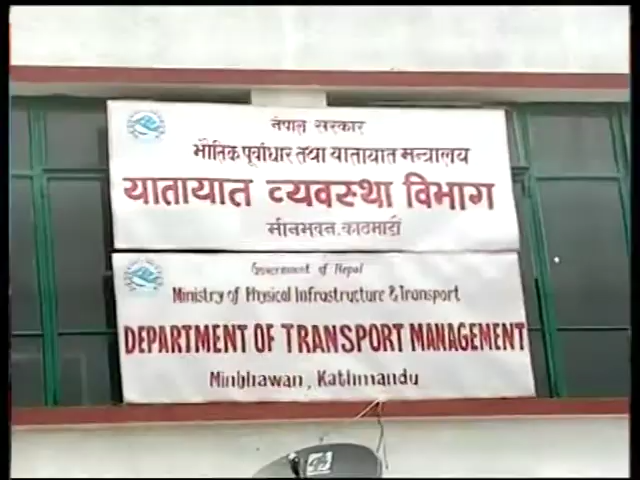 नेपाल सरकार
भौतिक पूर्वाधार तथा यातायात मन्त्रालय
यातायात व्यवस्था विभाग
मीनभवन, काठमाडौं
Government of Nepal
Ministry of Physical Infrastructure & Transport
DEPARTMENT OF TRANSPORT MANAGEMENT
Minbhawan, Kathmandu